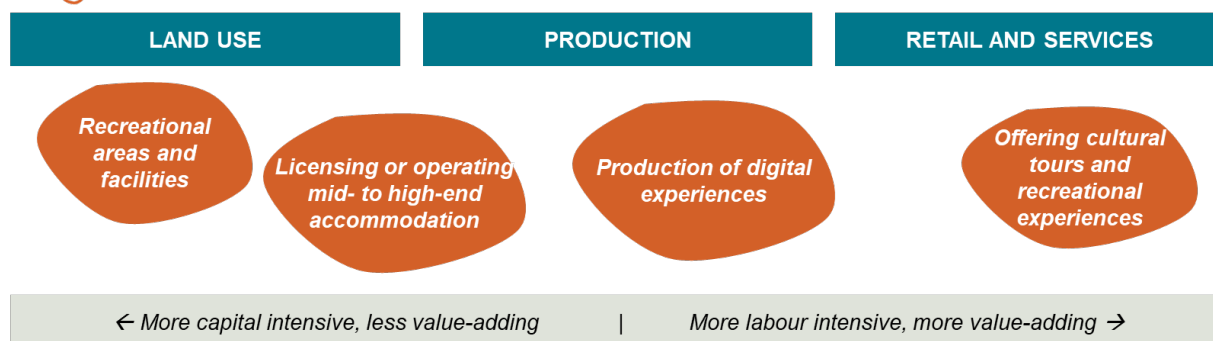 LAND USE
PRODUCTION
RETAIL AND SERVICES
Recreational
areas and
facilities
Licensing or operating
mid- to high-end
accommodation
Production of digital
experiences
Offering cultural
tours and
recreational
experiences
← More capital intensive, less value-adding | More labour intensive, more value-adding →